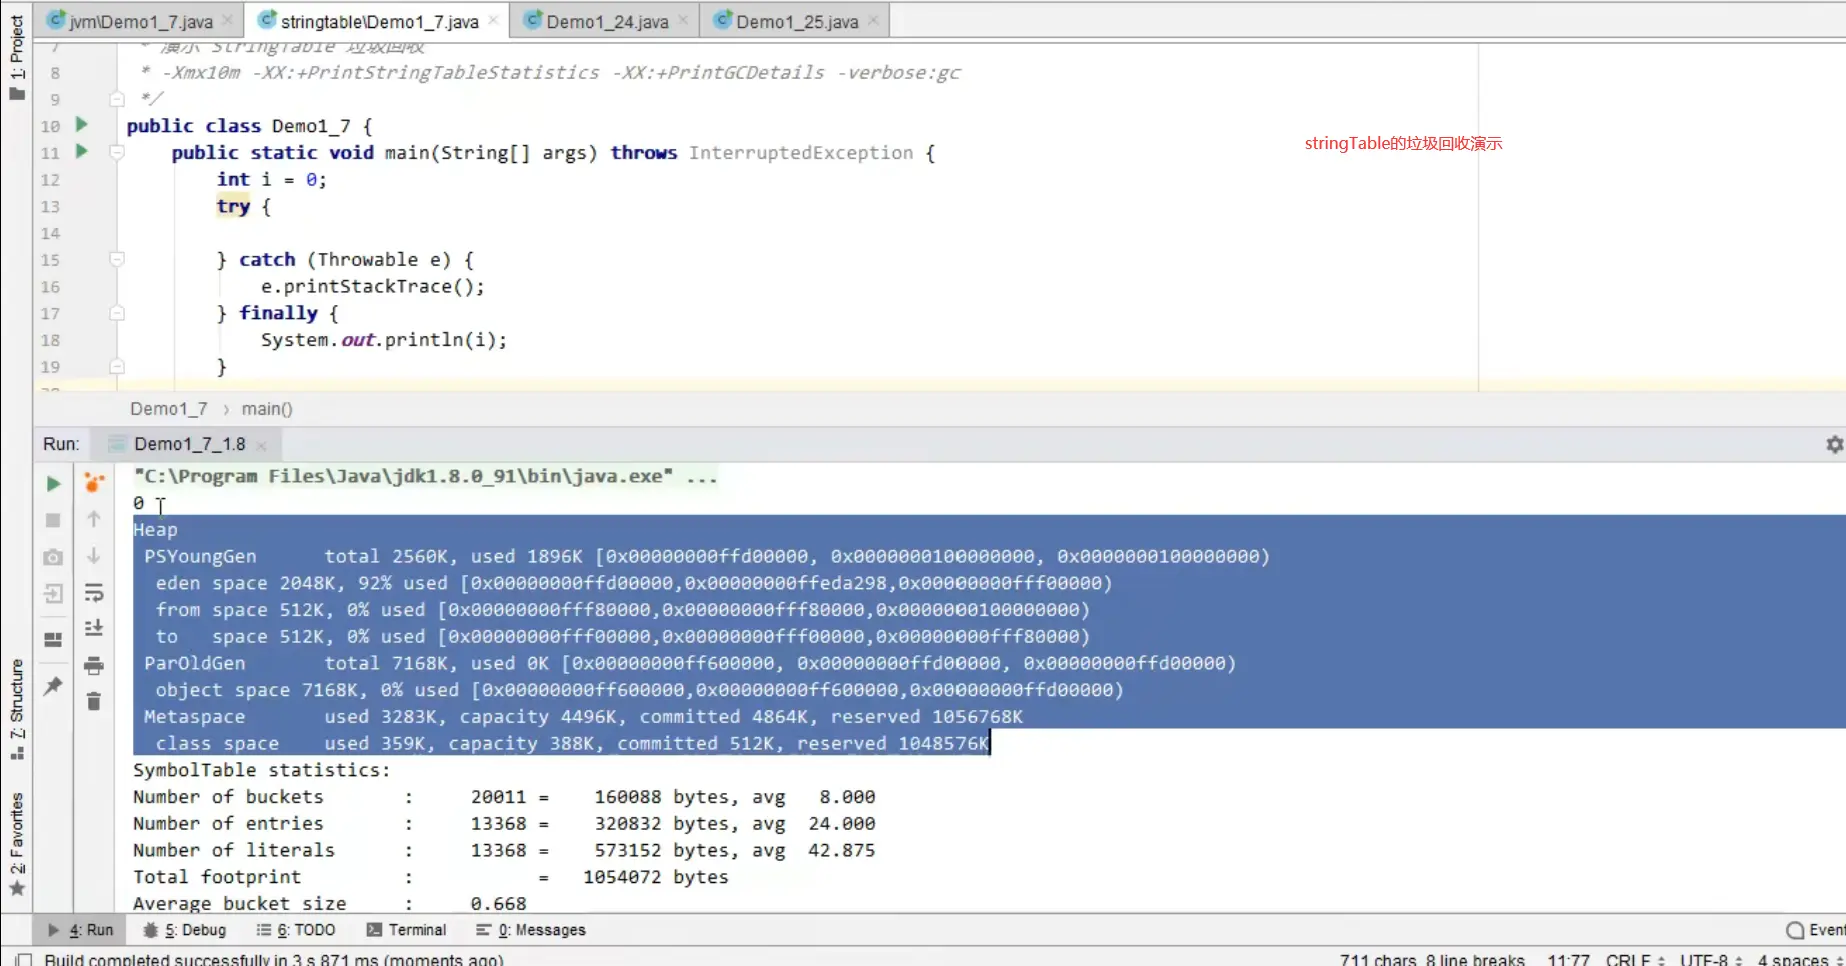 jvm\Demo1_7.java
stringtable\Demo1_7.java
Demo1_24.java
Demo1_25.java
1: Project
7 * 演示 StringTable 垃圾回收
8 * -Xmx10m -XX:+PrintStringTableStatistics -XX:+PrintGCDetails -verbose:gc
9 */
10 public class Demo1_7 {
11 public static void main(String[] args) throws InterruptedException {
12 int i = 0;
13 try {
14
15 } catch (Throwable e) {
16 e.printStackTrace();
17 } finally {
18 System.out.println(i);
19 }
stringTable的垃圾回收演示
Demo1_7 › main()
Run: Demo1_7_1.8
"C:\Program Files\Java\jdk1.8.0_91\bin\java.exe" ...
0
Heap
PSYoungGen total 2560K, used 1896K [0x00000000ffd00000, 0x0000000100000000, 0x0000000100000000)
eden space 2048K, 92% used [0x00000000ffd00000,0x00000000ffeda298,0x00000000fff00000)
from space 512K, 0% used [0x00000000fff80000,0x00000000fff80000,0x0000000100000000)
to space 512K, 0% used [0x00000000fff00000,0x00000000fff00000,0x00000000fff80000)
ParOldGen total 7168K, used 0K [0x00000000ff600000, 0x00000000ffd00000, 0x00000000ffd00000)
object space 7168K, 0% used [0x00000000ff600000,0x00000000ff600000,0x00000000ffd00000)
Metaspace used 3283K, capacity 4496K, committed 4864K, reserved 1056768K
class space used 359K, capacity 388K, committed 512K, reserved 1048576K
SymbolTable statistics:
Number of buckets : 20011 = 160088 bytes, avg 8.000
Number of entries : 13368 = 320832 bytes, avg 24.000
Number of literals : 13368 = 573152 bytes, avg 42.875
Total footprint : = 1054072 bytes
Average bucket size : 0.668
7: Structure
2: Favorites
4: Run
5: Debug
6: TODO
Terminal
0: Messages
Event
Build completed successfully in 3 s 871 ms (moments ago)
711 chars, 8 line breaks 11:77 CRLF UTF-8 4 spaces